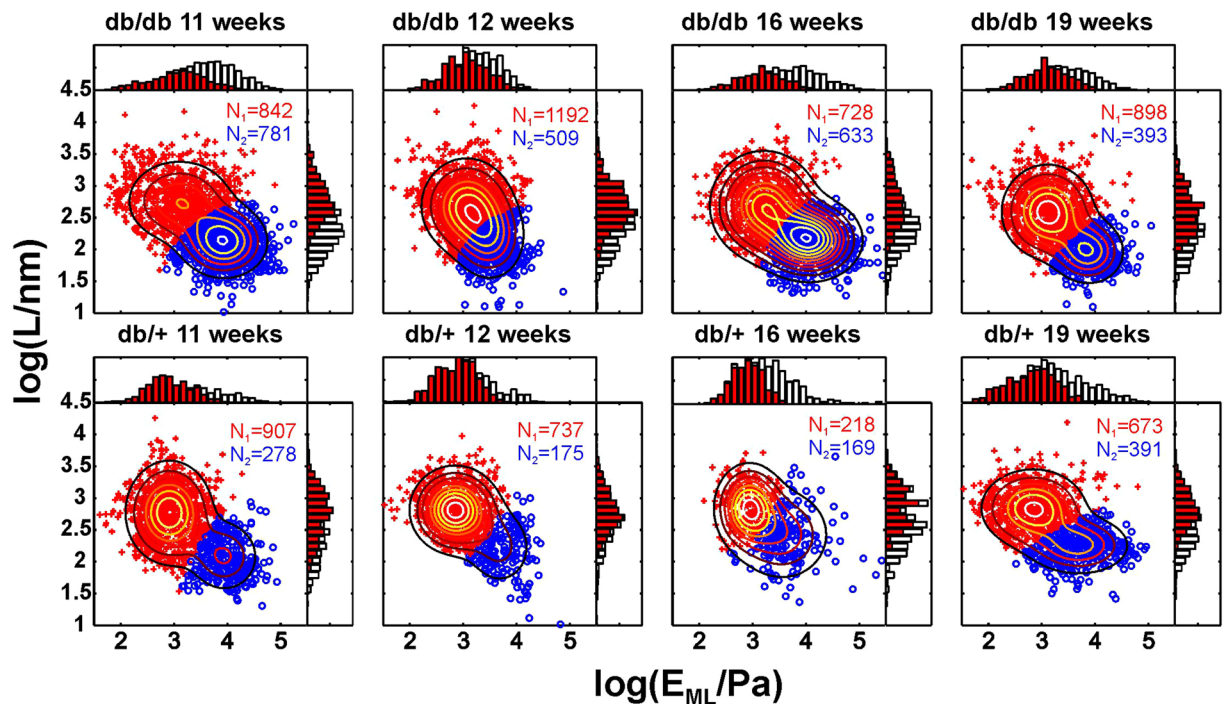 db/db 11 weeks
db/db 12 weeks
db/db 16 weeks
db/db 19 weeks
4.5
4
3.5
3
2.5
2
1.5
1
N1=842
N2=781
N1=1192
N2=509
N1=728
N2=633
N1=898
N2=393
log(L/nm)
db/+ 11 weeks
db/+ 12 weeks
db/+ 16 weeks
db/+ 19 weeks
4.5
4
3.5
3
2.5
2
1.5
1
N1=907
N2=278
N1=737
N2=175
N1=218
N2=169
N1=673
N2=391
2 3 4 5
2 3 4 5
2 3 4 5
2 3 4 5
log(EML/Pa)